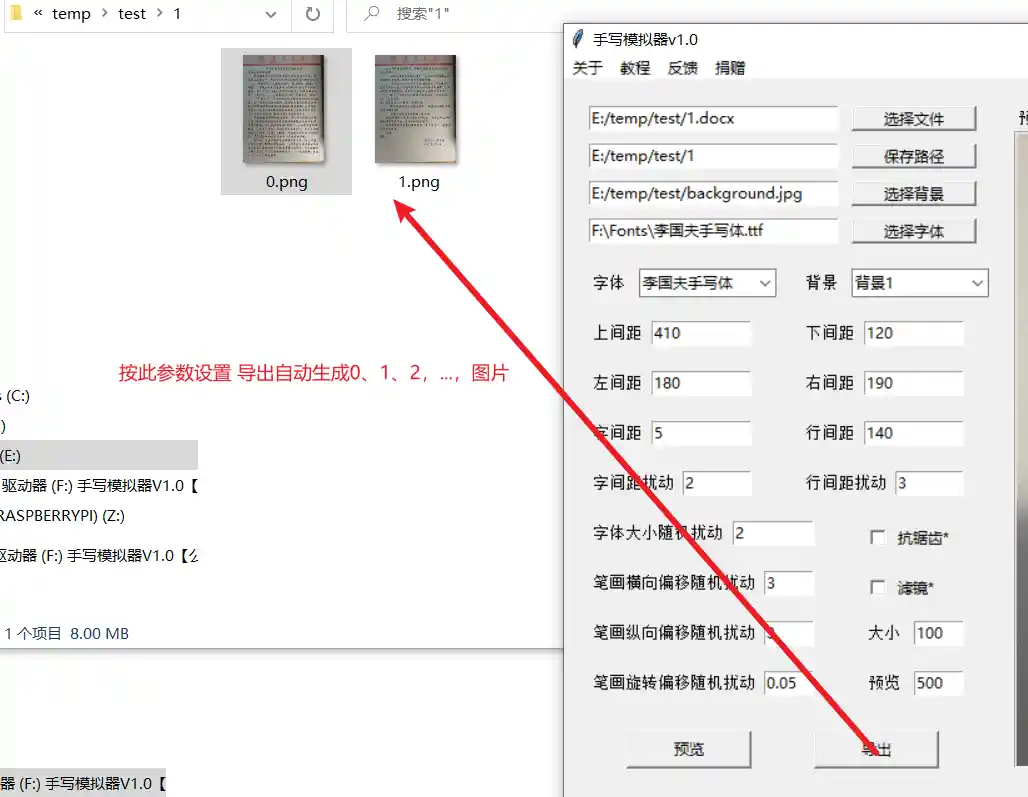 « temp › test › 1
搜索"1"
0.png
1.png
按此参数设置 导出自动生成0、1、2，...，图片
(C:)
)
(E:)
驱动器 (F:) 手写模拟器V1.0【
RASPBERRYPI) (Z:)
驱动器 (F:) 手写模拟器V1.0【
1 个项目 8.00 MB
器 (F:) 手写模拟器V1.0【
手写模拟器v1.0
关于 教程 反馈 捐赠
E:/temp/test/1.docx 选择文件
E:/temp/test/1 保存路径
E:/temp/test/background.jpg 选择背景
F:\Fonts\李国夫手写体.ttf 选择字体
字体 李国夫手写体 背景 背景1
上间距 410 下间距 120
左间距 180 右间距 190
字间距 5 行间距 140
字间距扰动 2 行间距扰动 3
字体大小随机扰动 2 抗锯齿*
笔画横向偏移随机扰动 3 滤镜*
笔画纵向偏移随机扰动 大小 100
笔画旋转偏移随机扰动 0.05 预览 500
预览 导出